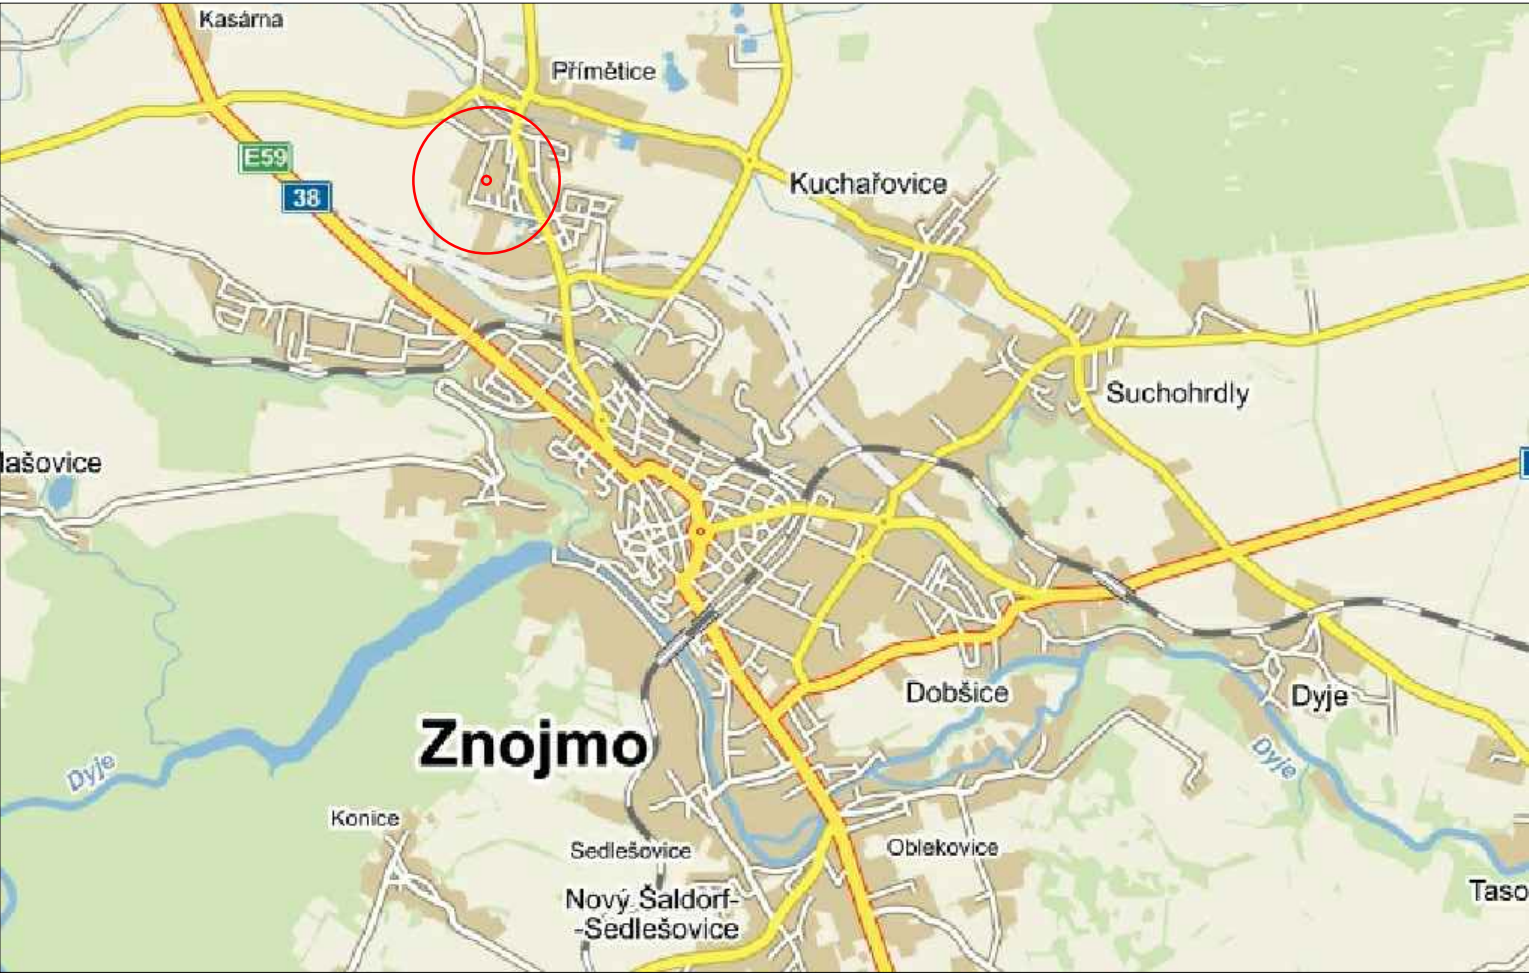 Kasárna
Přímětice
E59
38
Kuchařovice
Suchohrdly
lašovice
Dobšice
Dyje
Znojmo
Dyje
Dyje
Konice
Sedlešovice
Oblekovice
Nový Šaldorf-
-Sedlešovice
Taso